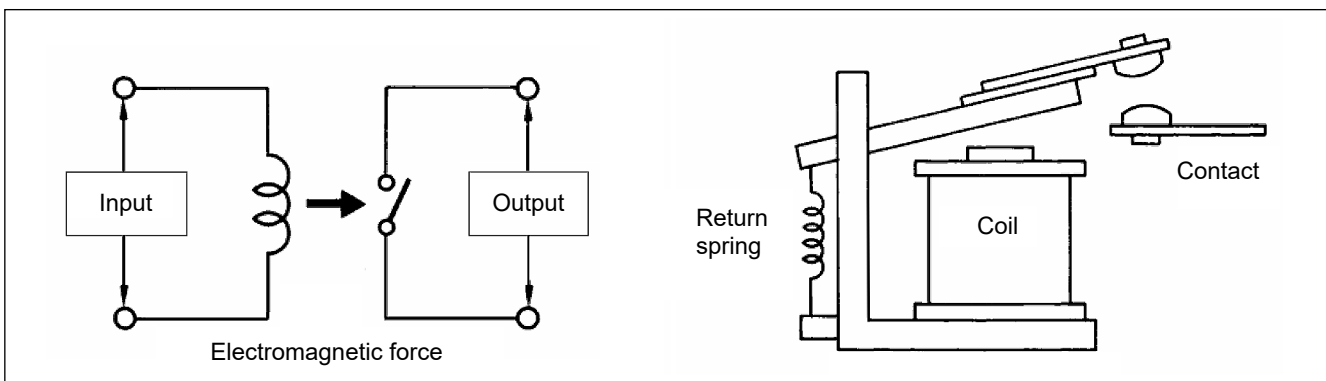 Input
Output
Electromagnetic force
Return
spring
Coil
Contact